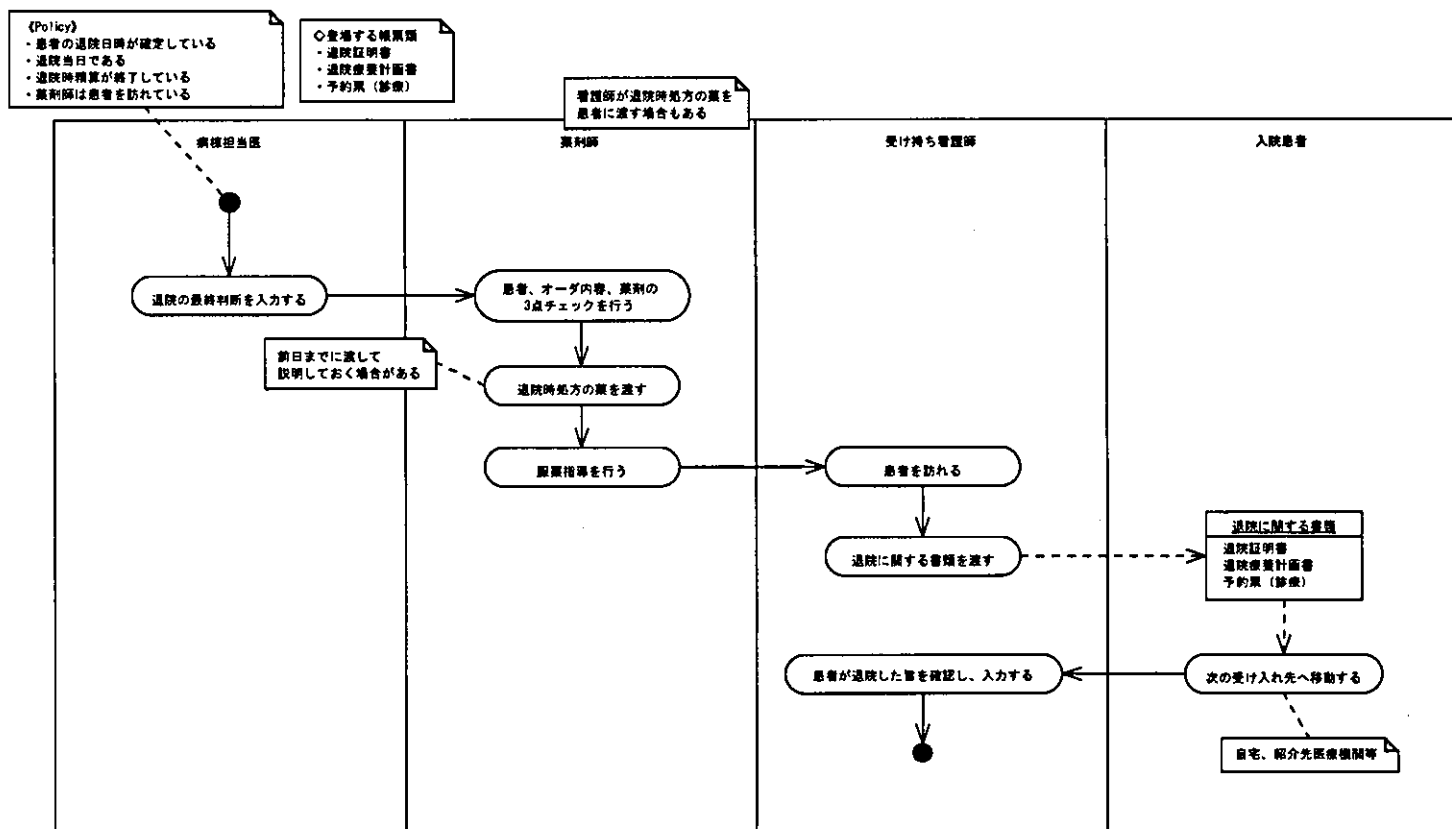 《Policy》
・患者の退院日時が確定している
・退院当日である
・退院時精算が終了している
・薬剤師は患者を訪れている
◇登場する帳票類
・退院証明書
・退院療養計画書
・予約票（診療）
看護師が退院時処方の薬を
患者に渡す場合もある
病棟担当医
薬剤師
受け持ち看護師
入院患者
退院の最終判断を入力する
患者、オーダ内容、薬剤の
3点チェックを行う
前日までに渡して
説明しておく場合がある
退院時処方の薬を渡す
服薬指導を行う
患者を訪れる
退院に関する書類を渡す
退院に関する書類
退院証明書
退院療養計画書
予約票（診療）
患者が退院した旨を確認し、入力する
次の受け入れ先へ移動する
自宅、紹介先医療機関等